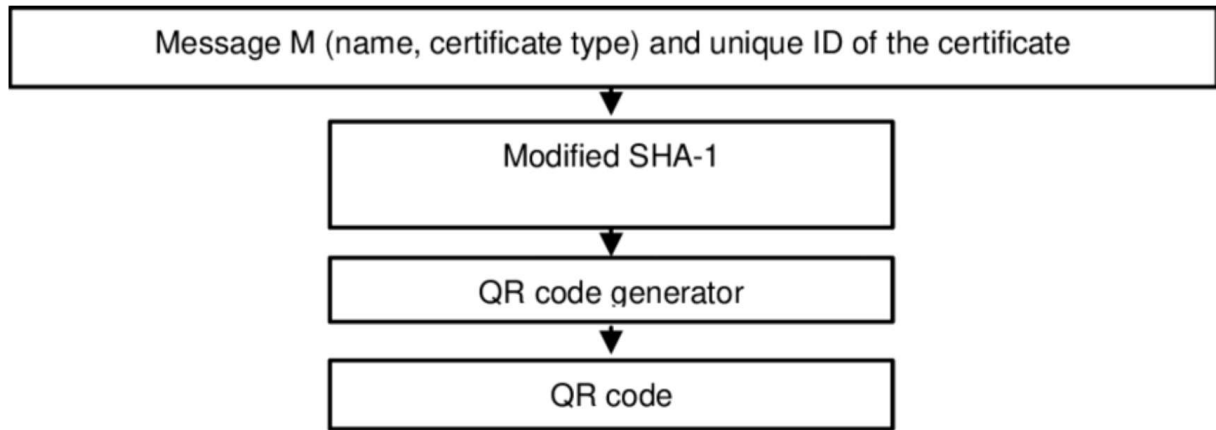 Message M (name, certificate type) and unique ID of the certificate
Modified SHA-1
QR code generator
QR code